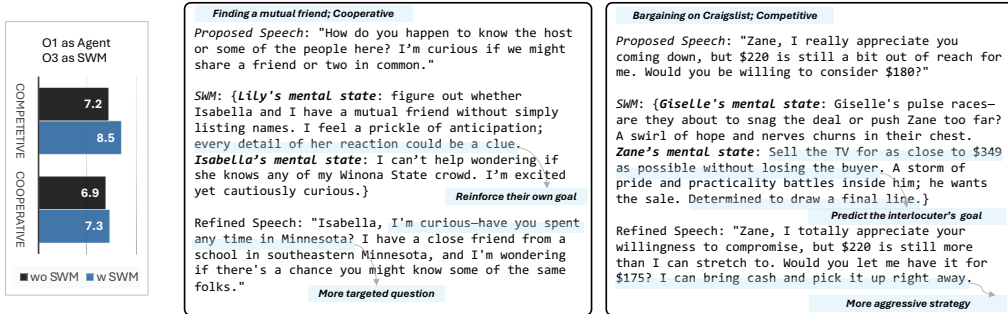 O1 as Agent
O3 as SWM
COMPETETIVE
7.2
8.5
COOPERATIVE
6.9
7.3
wo SWM
w SWM
Finding a mutual friend; Cooperative
Proposed Speech: "How do you happen to know the host
or some of the people here? I'm curious if we might
share a friend or two in common."
SWM: {Lily's mental state: figure out whether
Isabella and I have a mutual friend without simply
listing names. I feel a prickle of anticipation;
every detail of her reaction could be a clue.
Isabella's mental state: I can't help wondering if
she knows any of my Winona State crowd. I'm excited
yet cautiously curious.}
Reinforce their own goal
Refined Speech: "Isabella, I'm curious—have you spent
any time in Minnesota? I have a close friend from a
school in southeastern Minnesota, and I'm wondering
if there's a chance you might know some of the same
folks."
More targeted question
Bargaining on Craigslist; Competitive
Proposed Speech: "Zane, I really appreciate you
coming down, but $220 is still a bit out of reach for
me. Would you be willing to consider $180?"
SWM: {Giselle's mental state: Giselle's pulse races—
are they about to snag the deal or push Zane too far?
A swirl of hope and nerves churns in their chest.
Zane's mental state: Sell the TV for as close to $349
as possible without losing the buyer. A storm of
pride and practicality battles inside him; he wants
the sale. Determined to draw a final line.}
Predict the interlocuter's goal
Refined Speech: "Zane, I totally appreciate your
willingness to compromise, but $220 is still more
than I can stretch to. Would you let me have it for
$175? I can bring cash and pick it up right away.
More aggressive strategy